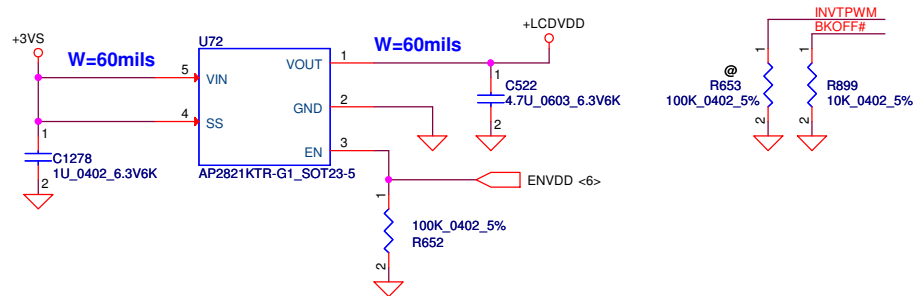 +3VS
W=60mils
U72
W=60mils
+LCDVDD
5
VIN
VOUT
1
4
SS
GND
2
EN
3
AP2821KTR-G1_SOT23-5
1
C1278
1U_0402_6.3V6K
2
1
C522
4.7U_0603_6.3V6K
2
ENVDD <6>
1
100K_0402_5%
R652
2
INVTPWM
BKOFF#
1
@
R653
100K_0402_5%
2
1
R899
10K_0402_5%
2